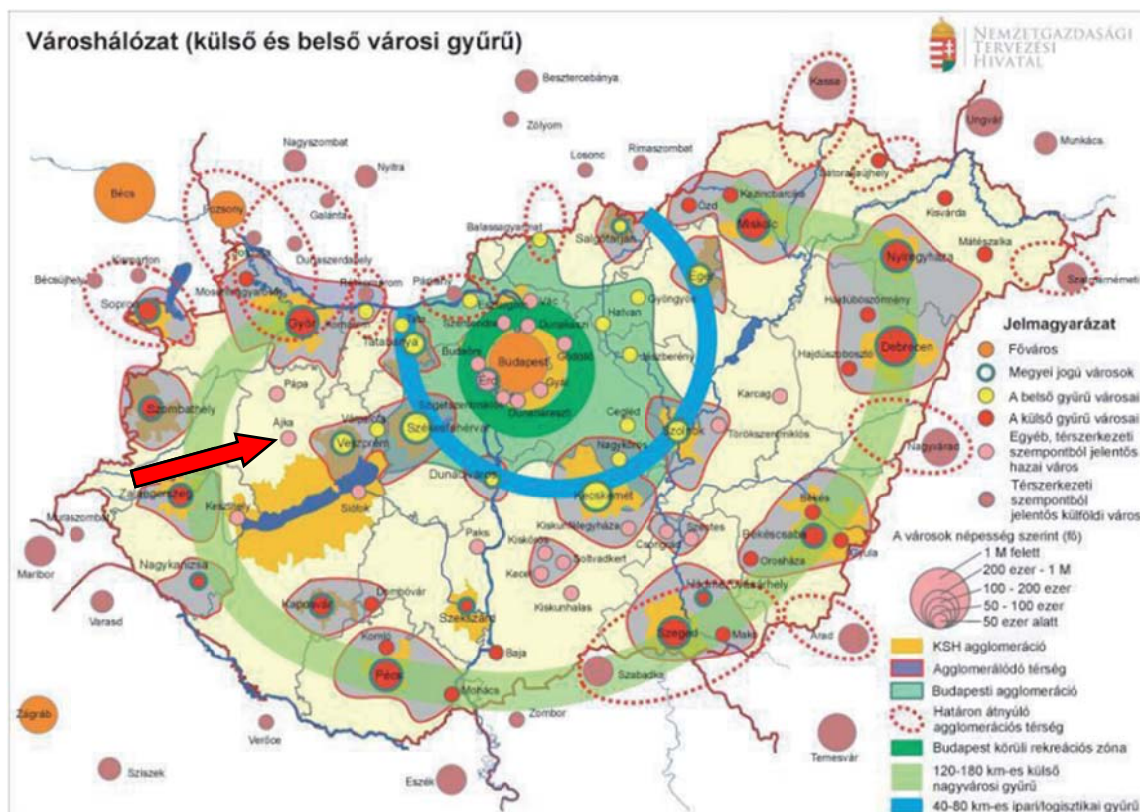 Városhálózat (külső és belső városi gyűrű)
NEMZETGAZDASÁGI
TERVEZÉSI
HIVATAL
Besztercebánya
Kassa
Zólyom
Ungvár
Munkács
Nagyszombat
Nyitra
Losonc
Rimaszombat
Sátoraljaújhely
Bécs
Pozsony
Galánta
Kazincbarcika
Ózd
Miskolc
Kisvárda
Balassagyarmat
Salgótarján
Nyíregyháza
Mátészalka
Dunaszerdahely
Bécsújhely
Párkány
Eger
Szatmárnémeti
Sopron
Mosonmagyaróvár
Vác
Gyöngyös
Hajdúböszörmény
Győr
Komárom
Tata
Szentendre
Dunakeszi
Hatvan
Tatabánya
Budaörs
Gödöllő
Budapest
Jászberény
Hajdúszoboszló
Debrecen
Pápa
Érd
Gyál
Karcag
Szombathely
Ajka
Várpalota
Szigetszentmiklós
Dunaharaszti
Cegléd
Székesfehérvár
Veszprém
Nagykőrös
Szolnok
Törökszentmiklós
Nagyvárad
Dunaújváros
Zalaegerszeg
Keszthely
Siófok
Kecskemét
Békés
Muraszombat
Paks
Kiskunfélegyháza
Szentes
Csongrád
Békéscsaba
Gyula
Maribor
Nagykanizsa
Kiskőrös
Soltvadkert
Orosháza
Kecel
Varasd
Kaposvár
Dombóvár
Kiskunhalas
Hódmezővásárhely
Szekszárd
Szeged
Makó
Arad
Komló
Baja
Szabadka
Pécs
Mohács
Zágráb
Zombor
Verőce
Temesvár
Sziszek
Eszék
Jelmagyarázat
Főváros
Megyei jogú városok
A belső gyűrű városai
A külső gyűrű városai
Egyéb, térszerkezeti
szempontból jelentős
hazai város
Térszerkezeti
szempontból
jelentős külföldi város
A városok népesség szerint (fő)
1 M felett
200 ezer - 1 M
100 - 200 ezer
50 - 100 ezer
50 ezer alatt
KSH agglomeráció
Agglomerálódó térség
Budapesti agglomeráció
Határon átnyúló
agglomerációs térség
Budapest körüli rekreációs zóna
120-180 km-es külső
nagyvárosi gyűrű
40-80 km-es ipari/logisztikai gyűrű